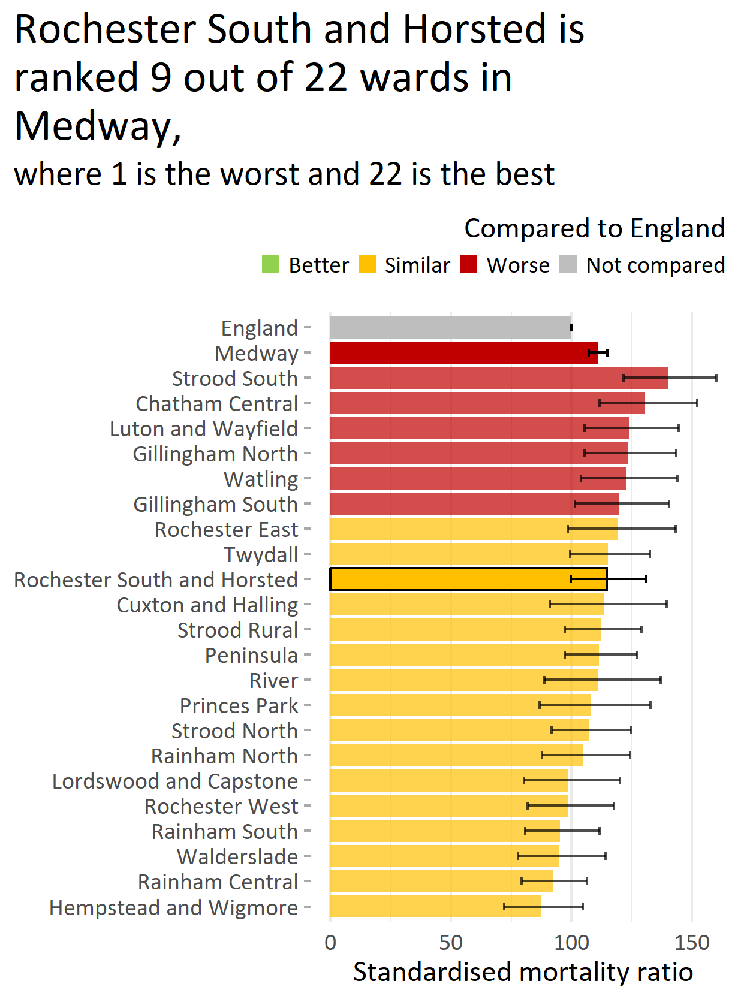 Rochester South and Horsted is
ranked 9 out of 22 wards in
Medway,
where 1 is the worst and 22 is the best
Compared to England
Better Similar Worse Not compared
England
Medway
Strood South
Chatham Central
Luton and Wayfield
Gillingham North
Watling
Gillingham South
Rochester East
Twydall
Rochester South and Horsted
Cuxton and Halling
Strood Rural
Peninsula
River
Princes Park
Strood North
Rainham North
Lordswood and Capstone
Rochester West
Rainham South
Walderslade
Rainham Central
Hempstead and Wigmore
0 50 100 150
Standardised mortality ratio